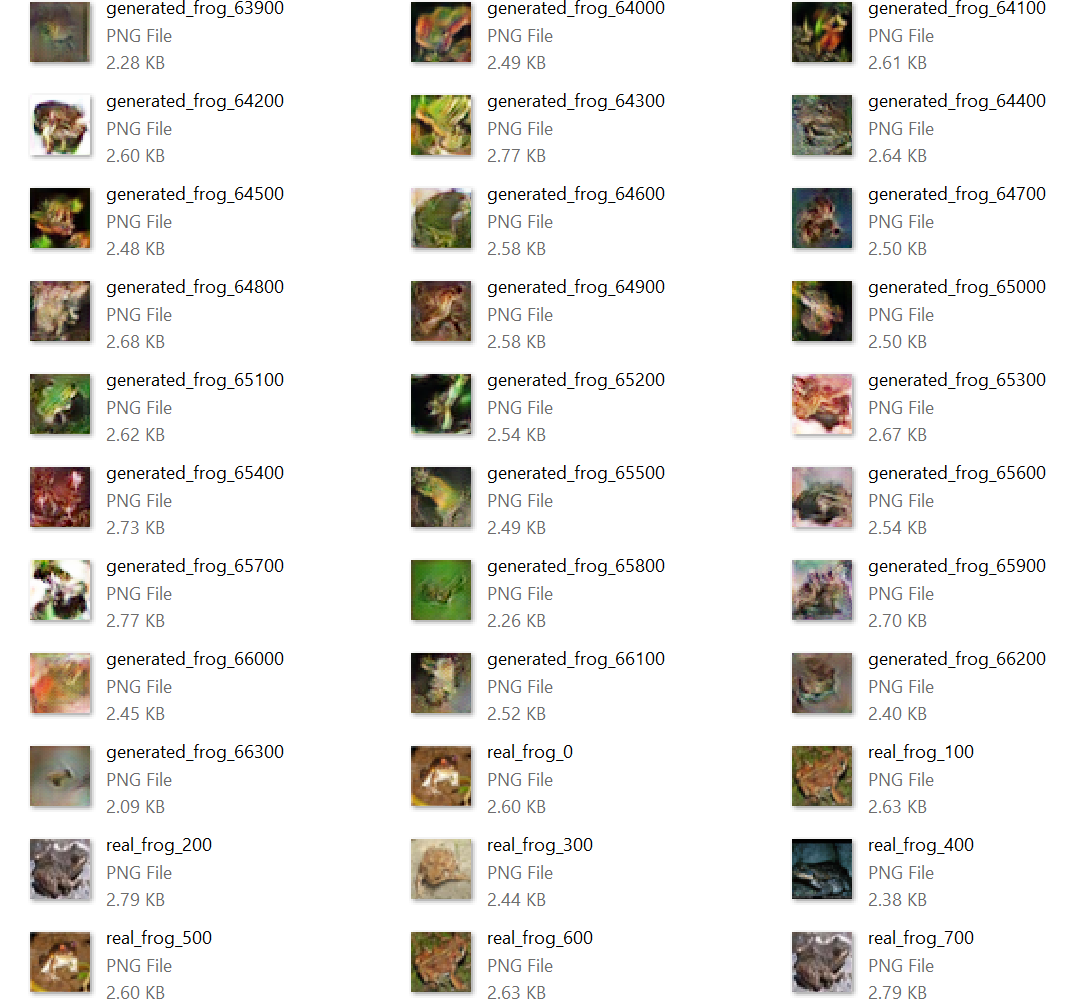 generated_frog_63900
PNG File
2.28 KB
generated_frog_64000
PNG File
2.49 KB
generated_frog_64100
PNG File
2.61 KB
generated_frog_64200
PNG File
2.60 KB
generated_frog_64300
PNG File
2.77 KB
generated_frog_64400
PNG File
2.64 KB
generated_frog_64500
PNG File
2.48 KB
generated_frog_64600
PNG File
2.58 KB
generated_frog_64700
PNG File
2.50 KB
generated_frog_64800
PNG File
2.68 KB
generated_frog_64900
PNG File
2.58 KB
generated_frog_65000
PNG File
2.50 KB
generated_frog_65100
PNG File
2.62 KB
generated_frog_65200
PNG File
2.54 KB
generated_frog_65300
PNG File
2.67 KB
generated_frog_65400
PNG File
2.73 KB
generated_frog_65500
PNG File
2.49 KB
generated_frog_65600
PNG File
2.54 KB
generated_frog_65700
PNG File
2.77 KB
generated_frog_65800
PNG File
2.26 KB
generated_frog_65900
PNG File
2.70 KB
generated_frog_66000
PNG File
2.45 KB
generated_frog_66100
PNG File
2.52 KB
generated_frog_66200
PNG File
2.40 KB
generated_frog_66300
PNG File
2.09 KB
real_frog_0
PNG File
2.60 KB
real_frog_100
PNG File
2.63 KB
real_frog_200
PNG File
2.79 KB
real_frog_300
PNG File
2.44 KB
real_frog_400
PNG File
2.38 KB
real_frog_500
PNG File
2.60 KB
real_frog_600
PNG File
2.63 KB
real_frog_700
PNG File
2.79 KB